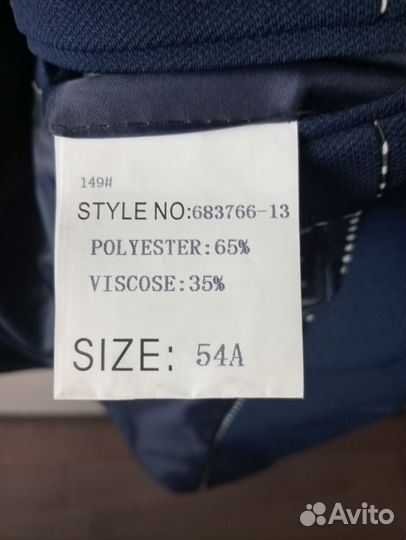 149#
STYLE NO:683766-13
POLYESTER:65%
VISCOSE:35%
SIZE: 54A
Avito